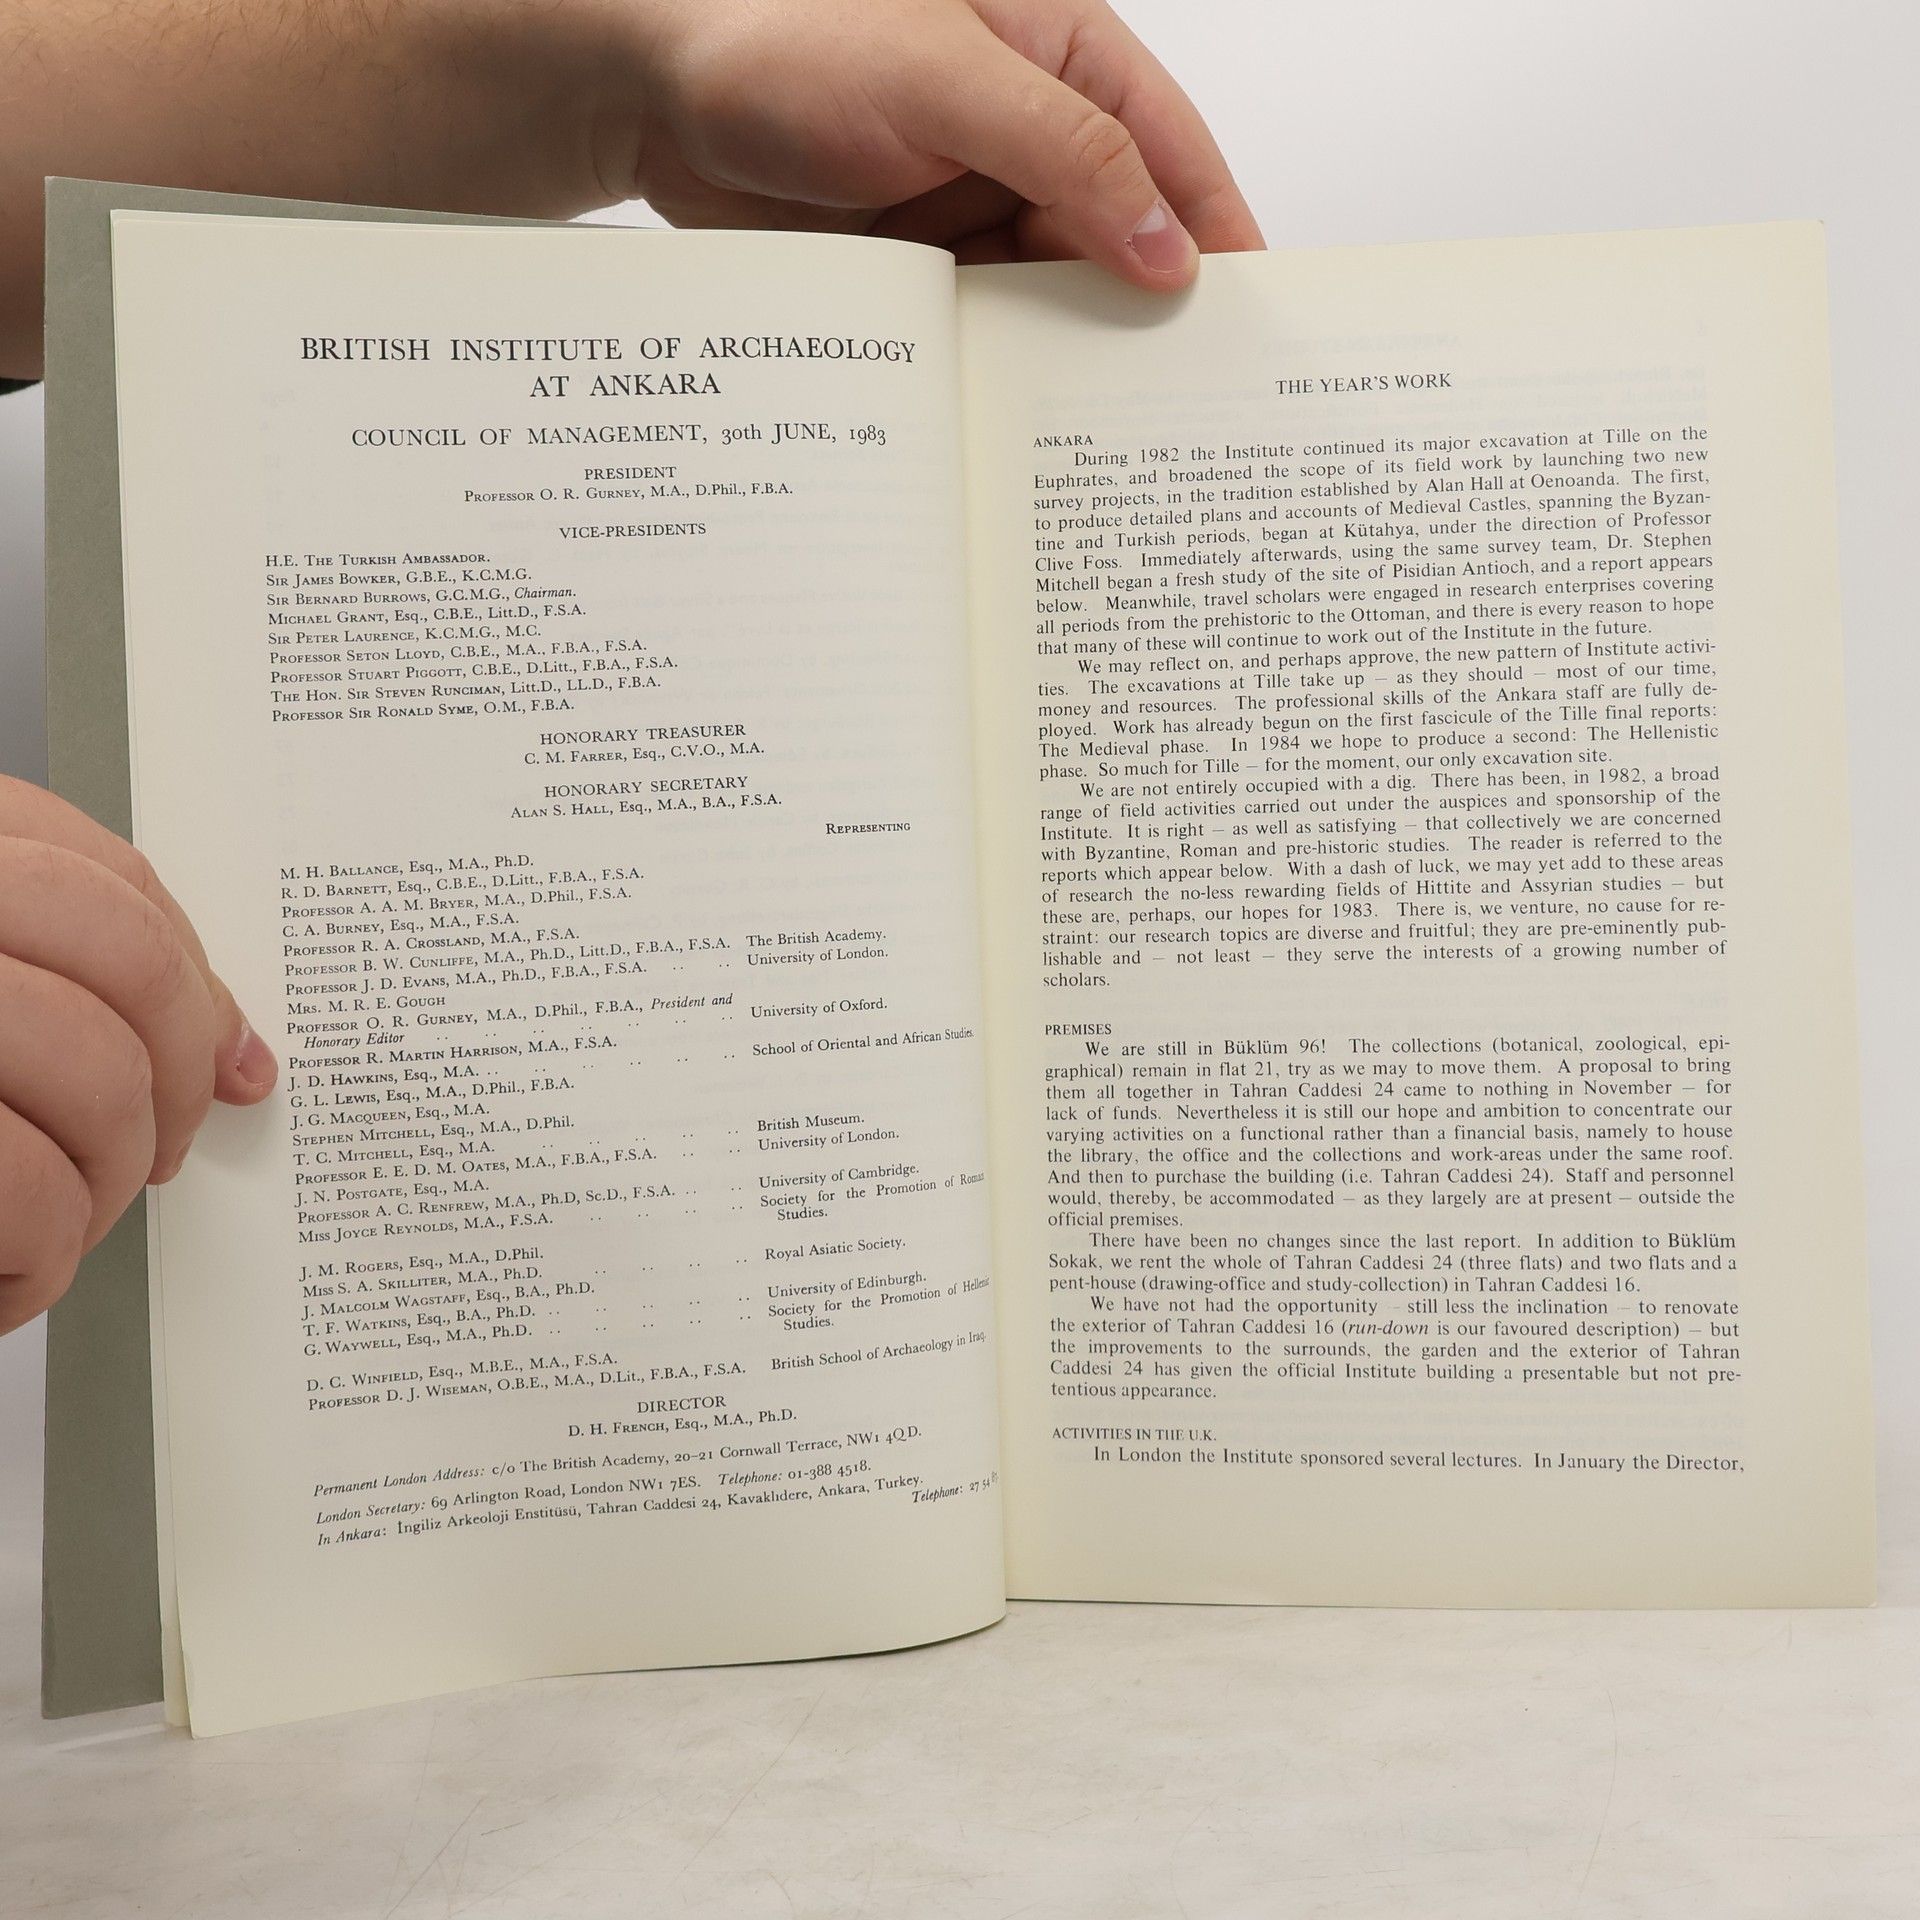 BRITISH INSTITUTE OF ARCHAEOLOGY
AT ANKARA
COUNCIL OF MANAGEMENT, 30th JUNE, 1983
PRESIDENT
PROFESSOR O. R. GURNEY, M.A., D.Phil., F.B.A.
VICE-PRESIDENTS
H.E. THE TURKISH AMBASSADOR.
SIR JAMES BOWKER, G.B.E., K.C.M.G.
SIR BERNARD BURROWS, G.C.M.G., Chairman.
MICHAEL GRANT, Esq., C.B.E., Litt.D., F.S.A.
SIR PETER LAURENCE, K.C.M.G., M.C.
PROFESSOR SETON LLOYD, C.B.E., M.A., F.B.A., F.S.A.
PROFESSOR STUART PIGGOTT, C.B.E., D.Litt., F.B.A., F.S.A.
THE HON. SIR STEVEN RUNCIMAN, Litt.D., LL.D., F.B.A.
PROFESSOR SIR RONALD SYME, O.M., F.B.A.
HONORARY TREASURER
C. M. FARRER, Esq., C.V.O., M.A.
HONORARY SECRETARY
ALAN S. HALL, Esq., M.A., B.A., F.S.A.
REPRESENTING
M. H. BALLANCE, Esq., M.A., Ph.D.
R. D. BARNETT, Esq., C.B.E., D.Litt., F.B.A., F.S.A.
PROFESSOR A. A. M. BRYER, M.A., D.Phil., F.S.A.
C. A. BURNEY, Esq., M.A., F.S.A.
PROFESSOR R. A. CROSSLAND, M.A., F.S.A.
PROFESSOR B. W. CUNLIFFE, M.A., Ph.D., Litt.D., F.B.A., F.S.A. The British Academy.
PROFESSOR J. D. EVANS, M.A., Ph.D., F.B.A., F.S.A. .. .. University of London.
MRS. M. R. E. GOUGH
PROFESSOR O. R. GURNEY, M.A., D.Phil., F.B.A., President and
Honorary Editor .. .. .. .. .. .. .. University of Oxford.
PROFESSOR R. MARTIN HARRISON, M.A., F.S.A.
J. D. HAWKINS, Esq., M.A. .. .. .. .. .. .. School of Oriental and African Studies.
G. L. LEWIS, Esq., M.A., D.Phil., F.B.A.
J. G. MACQUEEN, Esq., M.A.
STEPHEN MITCHELL, Esq., M.A., D.Phil.
T. C. MITCHELL, Esq., M.A. .. .. .. .. .. British Museum.
PROFESSOR E. E. D. M. OATES, M.A., F.B.A., F.S.A. .. .. University of London.
J. N. POSTGATE, Esq., M.A.
PROFESSOR A. C. RENFREW, M.A., Ph.D, Sc.D., F.S.A. .. .. University of Cambridge.
MISS JOYCE REYNOLDS, M.A., F.S.A. .. .. .. .. Society for the Promotion of Roman
Studies.
J. M. ROGERS, Esq., M.A., D.Phil.
MISS S. A. SKILLITER, M.A., Ph.D. .. .. .. .. Royal Asiatic Society.
J. MALCOLM WAGSTAFF, Esq., B.A., Ph.D.
T. F. WATKINS, Esq., B.A., Ph.D. .. .. .. .. .. University of Edinburgh.
G. WAYWELL, Esq., M.A., Ph.D. .. .. .. .. .. Society for the Promotion of Hellenic
Studies.
D. C. WINFIELD, Esq., M.B.E., M.A., F.S.A.
PROFESSOR D. J. WISEMAN, O.B.E., M.A., D.Lit., F.B.A., F.S.A. British School of Archaeology in Iraq.
DIRECTOR
D. H. FRENCH, Esq., M.A., Ph.D.
Permanent London Address: c/o The British Academy, 20–21 Cornwall Terrace, NW1 4QD.
London Secretary: 69 Arlington Road, London NW1 7ES. Telephone: 01-388 4518.
In Ankara: İngiliz Arkeoloji Enstitüsü, Tahran Caddesi 24, Kavaklıdere, Ankara, Turkey.
Telephone: 27 54
THE YEAR'S WORK
ANKARA
During 1982 the Institute continued its major excavation at Tille on the
Euphrates, and broadened the scope of its field work by launching two new
survey projects, in the tradition established by Alan Hall at Oenoanda. The first,
to produce detailed plans and accounts of Medieval Castles, spanning the Byzan-
tine and Turkish periods, began at Kütahya, under the direction of Professor
Clive Foss. Immediately afterwards, using the same survey team, Dr. Stephen
Mitchell began a fresh study of the site of Pisidian Antioch, and a report appears
below. Meanwhile, travel scholars were engaged in research enterprises covering
all periods from the prehistoric to the Ottoman, and there is every reason to hope
that many of these will continue to work out of the Institute in the future.
We may reflect on, and perhaps approve, the new pattern of Institute activi-
ties. The excavations at Tille take up – as they should – most of our time,
money and resources. The professional skills of the Ankara staff are fully de-
ployed. Work has already begun on the first fascicule of the Tille final reports:
The Medieval phase. In 1984 we hope to produce a second: The Hellenistic
phase. So much for Tille – for the moment, our only excavation site.
We are not entirely occupied with a dig. There has been, in 1982, a broad
range of field activities carried out under the auspices and sponsorship of the
Institute. It is right – as well as satisfying – that collectively we are concerned
with Byzantine, Roman and pre-historic studies. The reader is referred to the
reports which appear below. With a dash of luck, we may yet add to these areas
of research the no-less rewarding fields of Hittite and Assyrian studies – but
these are, perhaps, our hopes for 1983. There is, we venture, no cause for re-
straint: our research topics are diverse and fruitful; they are pre-eminently pub-
lishable and – not least – they serve the interests of a growing number of
scholars.
PREMISES
We are still in Büklüm 96! The collections (botanical, zoological, epi-
graphical) remain in flat 21, try as we may to move them. A proposal to bring
them all together in Tahran Caddesi 24 came to nothing in November – for
lack of funds. Nevertheless it is still our hope and ambition to concentrate our
varying activities on a functional rather than a financial basis, namely to house
the library, the office and the collections and work-areas under the same roof.
And then to purchase the building (i.e. Tahran Caddesi 24). Staff and personnel
would, thereby, be accommodated – as they largely are at present – outside the
official premises.
There have been no changes since the last report. In addition to Büklüm
Sokak, we rent the whole of Tahran Caddesi 24 (three flats) and two flats and a
pent-house (drawing-office and study-collection) in Tahran Caddesi 16.
We have not had the opportunity – still less the inclination – to renovate
the exterior of Tahran Caddesi 16 (run-down is our favoured description) – but
the improvements to the surrounds, the garden and the exterior of Tahran
Caddesi 24 has given the official Institute building a presentable but not pre-
tentious appearance.
ACTIVITIES IN THE U.K.
In London the Institute sponsored several lectures. In January the Director,